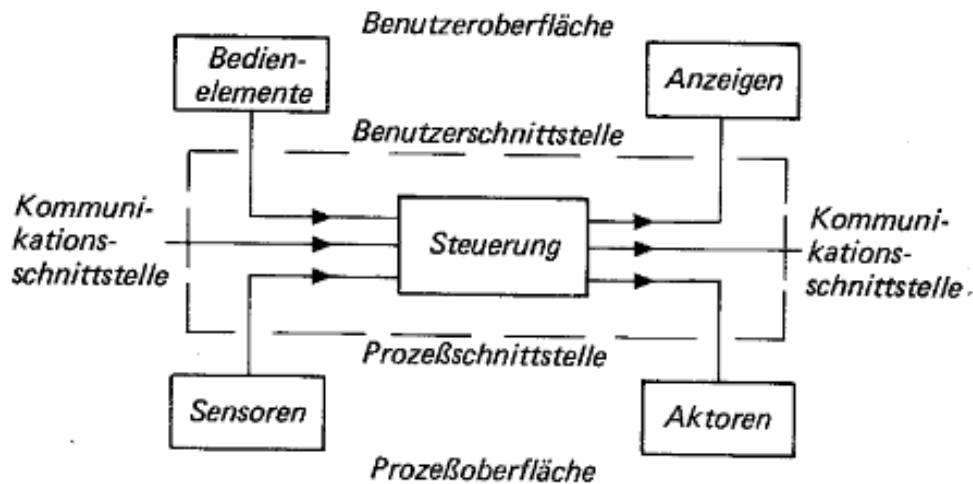 Benutzeroberfläche
Bedien-
elemente
Anzeigen
Benutzerschnittstelle
Kommuni-
kations-
schnittstelle
Steuerung
Kommuni-
kations-
schnittstelle
Prozeßschnittstelle
Sensoren
Aktoren
Prozeßoberfläche